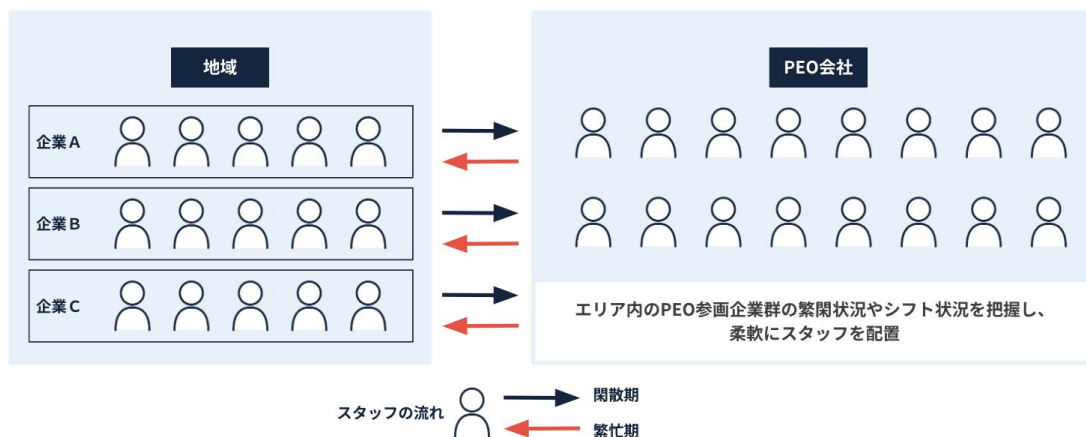 地域
企業A
企業B
企業C
PEO会社
エリア内のPEO参画企業群の繁閑状況やシフト状況を把握し、
柔軟にスタッフを配置
スタッフの流れ
閑散期
繁忙期